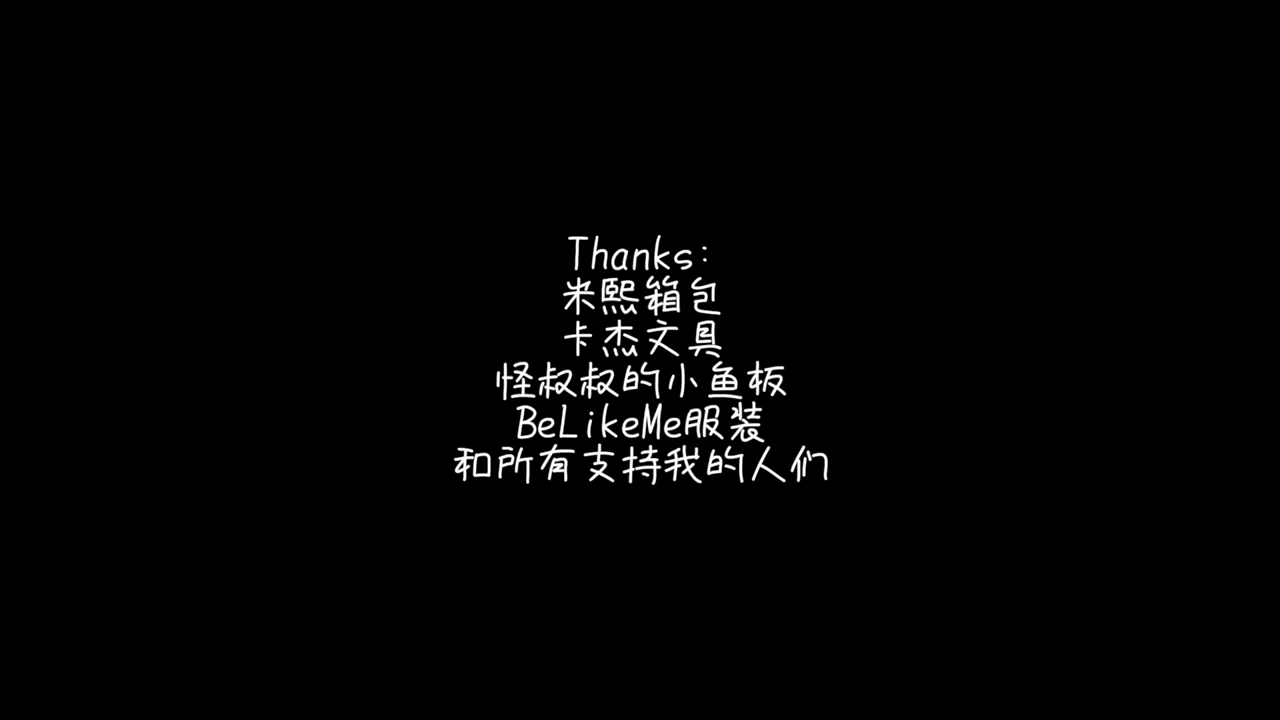 Thanks:
米熙箱包
卡杰文具
怪叔叔的小鱼板
BeLikeMe服装
和所有支持我的人们